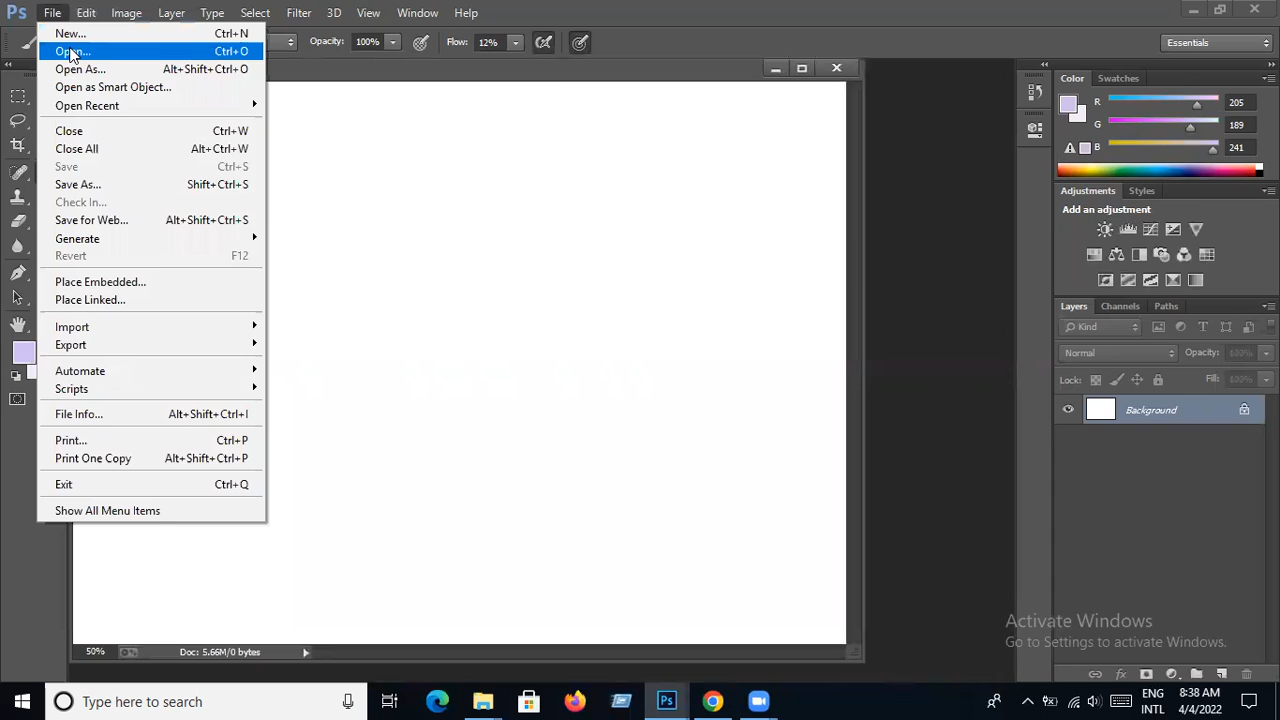 Ps File Edit Image Layer Type Select Filter 3D View Window Help
Opacity: 100% Flow: 12% Essentials
New... Ctrl+N
Open... Ctrl+O
Open As... Alt+Shift+Ctrl+O
Open as Smart Object...
Open Recent
Close Ctrl+W
Close All Alt+Ctrl+W
Save Ctrl+S
Save As... Shift+Ctrl+S
Check In...
Save for Web... Alt+Shift+Ctrl+S
Generate
Revert F12
Place Embedded...
Place Linked...
Import
Export
Automate
Scripts
File Info... Alt+Shift+Ctrl+I
Print... Ctrl+P
Print One Copy Alt+Shift+Ctrl+P
Exit Ctrl+Q
Show All Menu Items
Color Swatches
R 205
G 189
B 241
Adjustments Styles
Add an adjustment
Layers Channels Paths
Kind
Normal Opacity: 100%
Lock: Fill: 100%
Background
Activate Windows
Go to Settings to activate Windows.
50% Doc: 5.66M/0 bytes
Type here to search
Ps
ENG
INTL
8:38 AM
4/4/2022